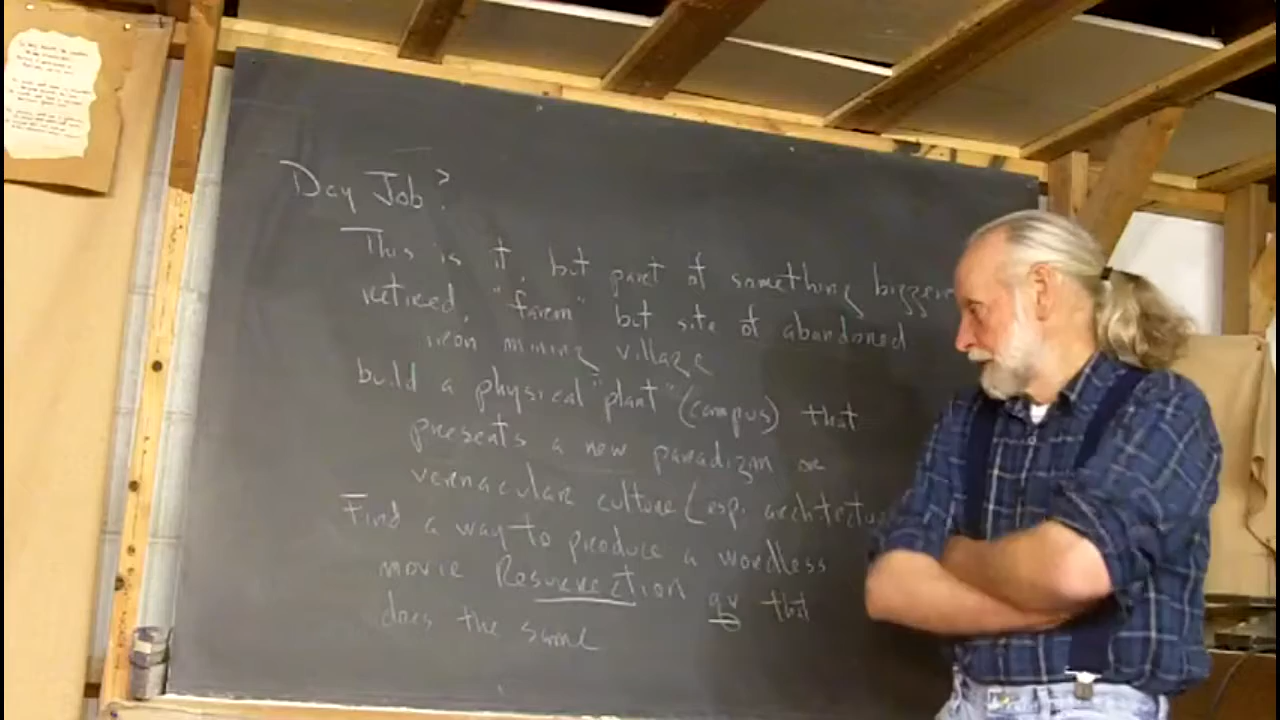 Day Job?
This is it, but part of something bigger
retired, "farm" but site of abandoned
iron mining village
build a physical "plant" (campus) that
presents a new paradigm or
vernacular culture (esp. architectu
Find a way to produce a wordless
movie Resurrection qv that
does the same